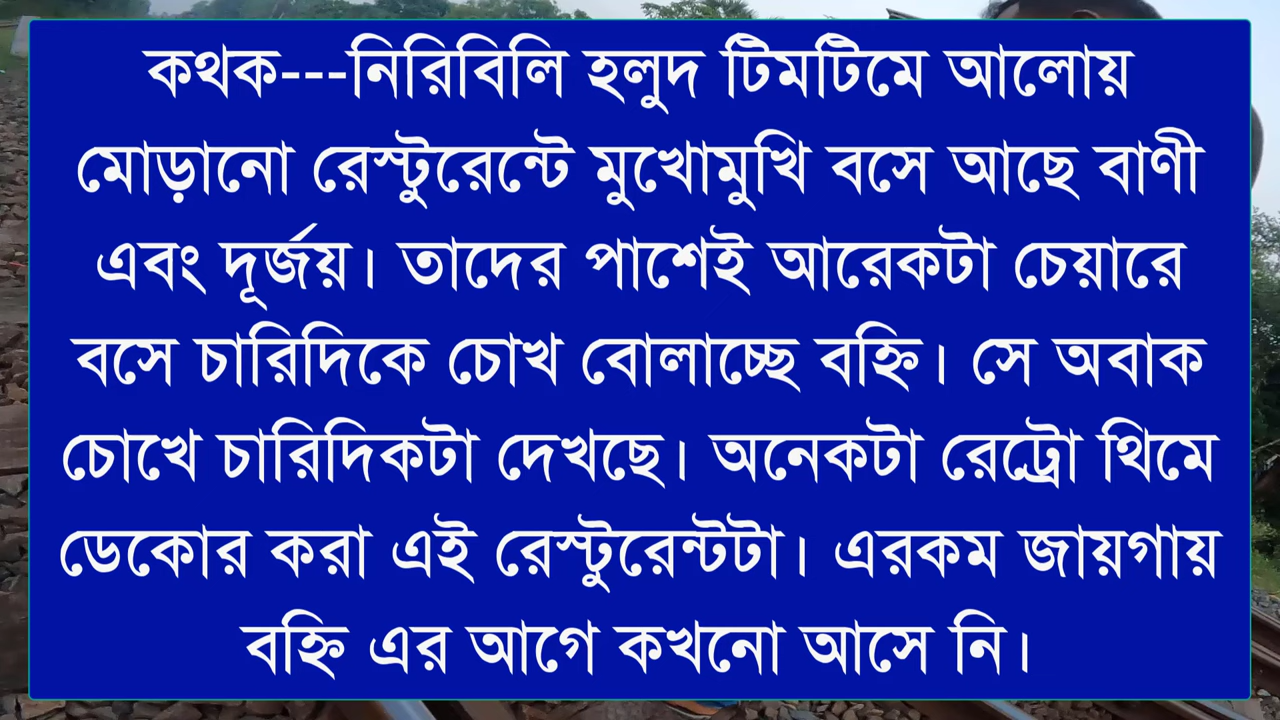 কথক---নিরিবিলি হলুদ টিমটিমে আলোয়
মোড়ানো রেস্টুরেন্টে মুখোমুখি বসে আছে বাণী
এবং দূর্জয়। তাদের পাশেই আরেকটা চেয়ারে
বসে চারিদিকে চোখ বোলাচ্ছে বহ্নি। সে অবাক
চোখে চারিদিকটা দেখছে। অনেকটা রেট্রো থিমে
ডেকোর করা এই রেস্টুরেন্টটা। এরকম জায়গায়
বহ্নি এর আগে কখনো আসে নি।